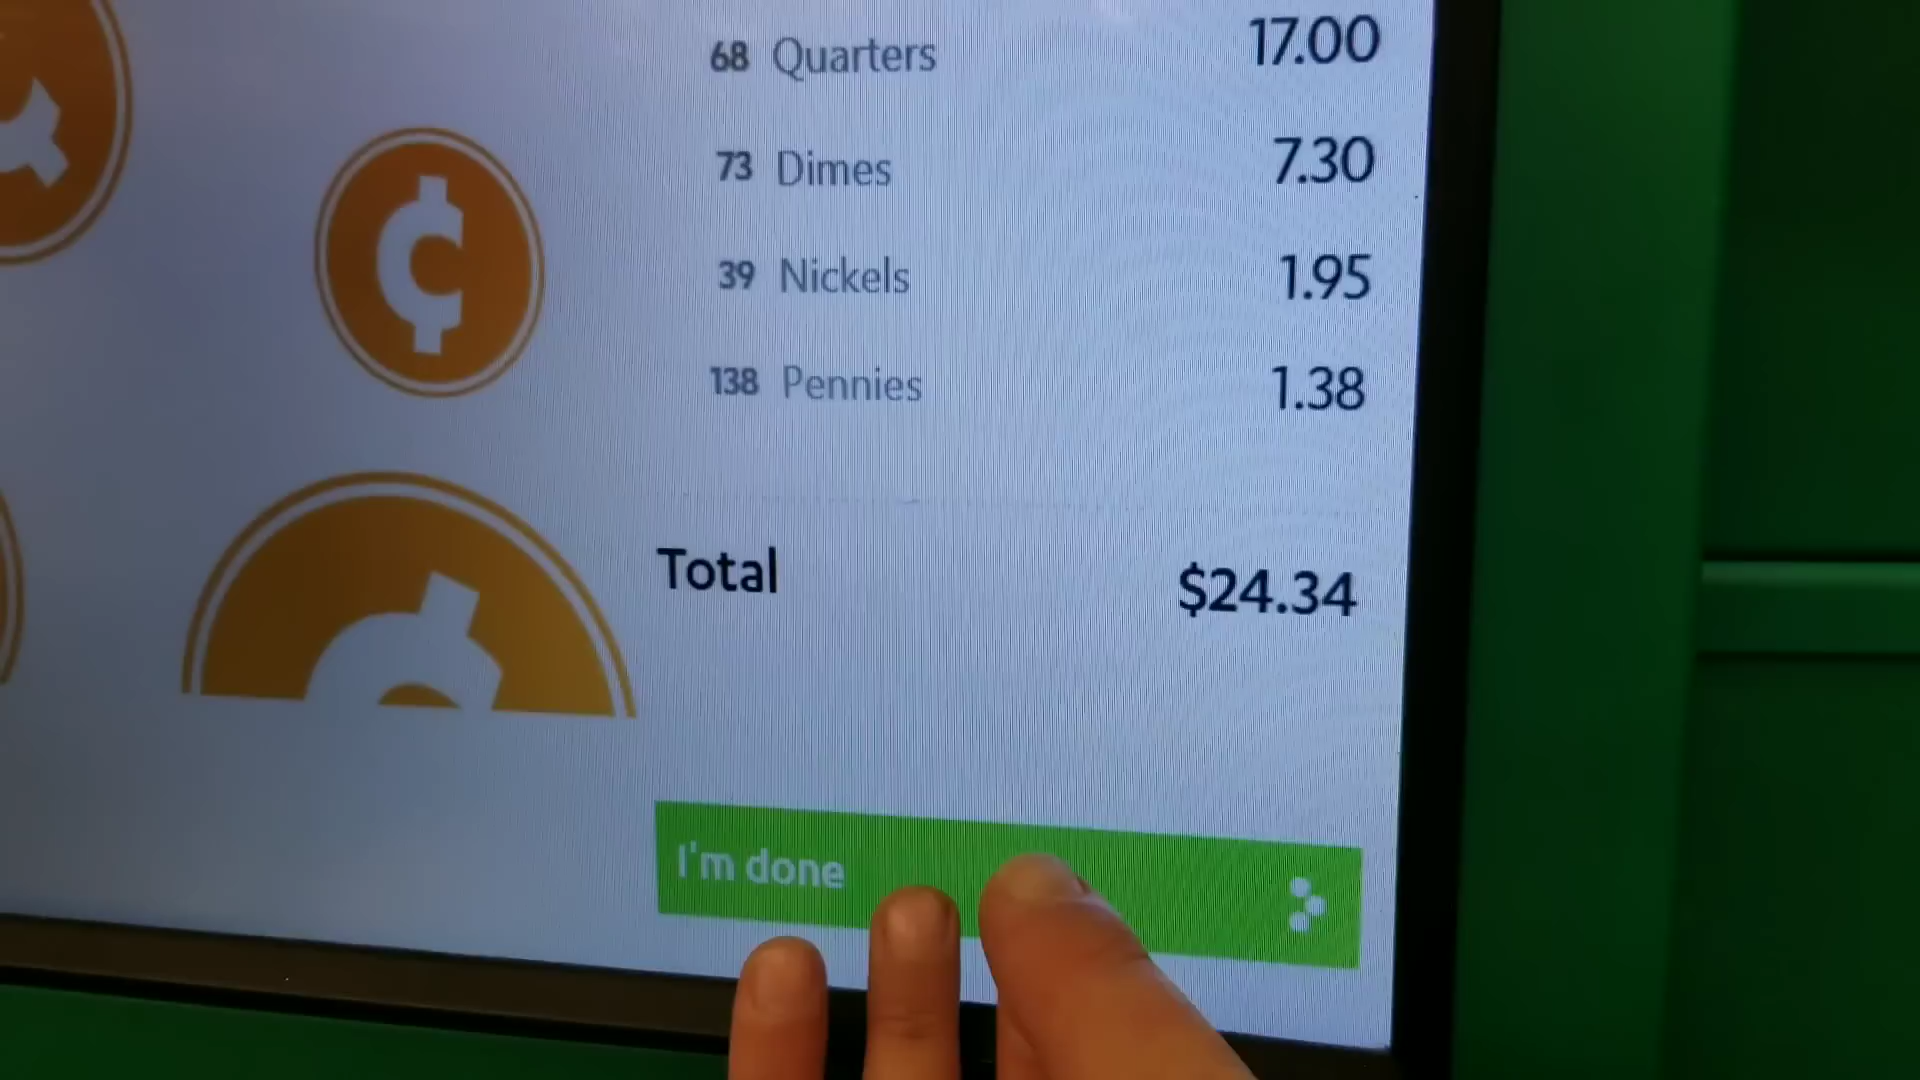 68 Quarters 17.00
73 Dimes 7.30
39 Nickels 1.95
138 Pennies 1.38
Total $24.34
I'm done